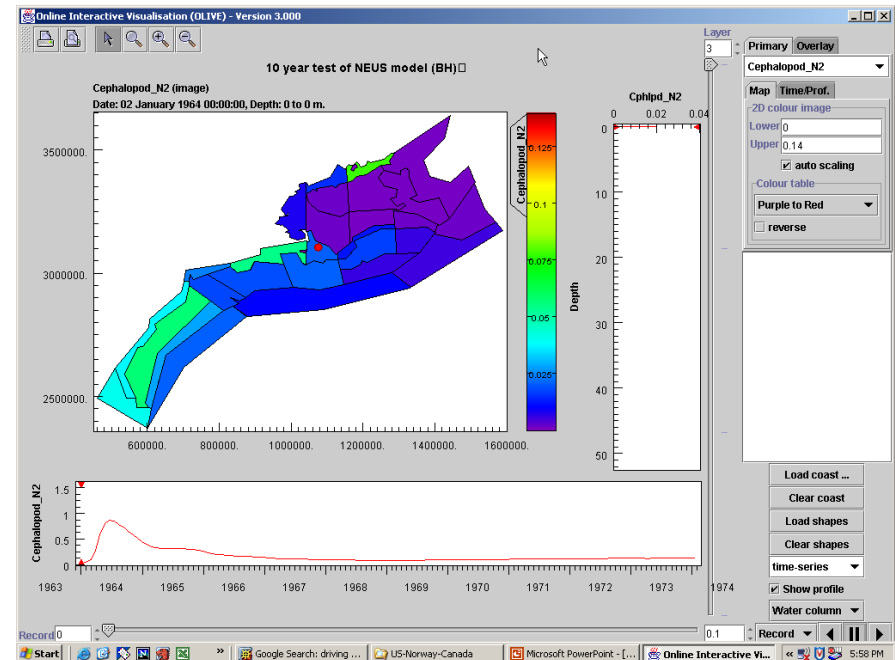 Online Interactive Visualisation (OLIVE) - Version 3.000
Layer
3
Primary Overlay
10 year test of NEUS model (BH)□
Cephalopod_N2
Cephalopod_N2 (image)
Date: 02 January 1964 00:00:00, Depth: 0 to 0 m.
Map Time/Prof.
2D colour image
Lower 0
Upper 0.14
auto scaling
Colour table
Purple to Red
reverse
3500000.
3000000.
2500000.
600000. 800000. 1000000. 1200000. 1400000. 1600000.
Cephalopod_N2
0.125
0.1
0.075
0.05
0.025
Cphlpd_N2
0 0.02 0.04
Depth
0
10
20
30
40
50
Cephalopod_N2
1.5
1
0.5
0
1963 1964 1965 1966 1967 1968 1969 1970 1971 1972 1973 1974
Load coast ...
Clear coast
Load shapes
Clear shapes
time-series
Show profile
Water column
Record 0
0.1
Record
Start
»
Google Search: driving ...
US-Norway-Canada
Microsoft PowerPoint - [...
Online Interactive Vi...
«
5:58 PM